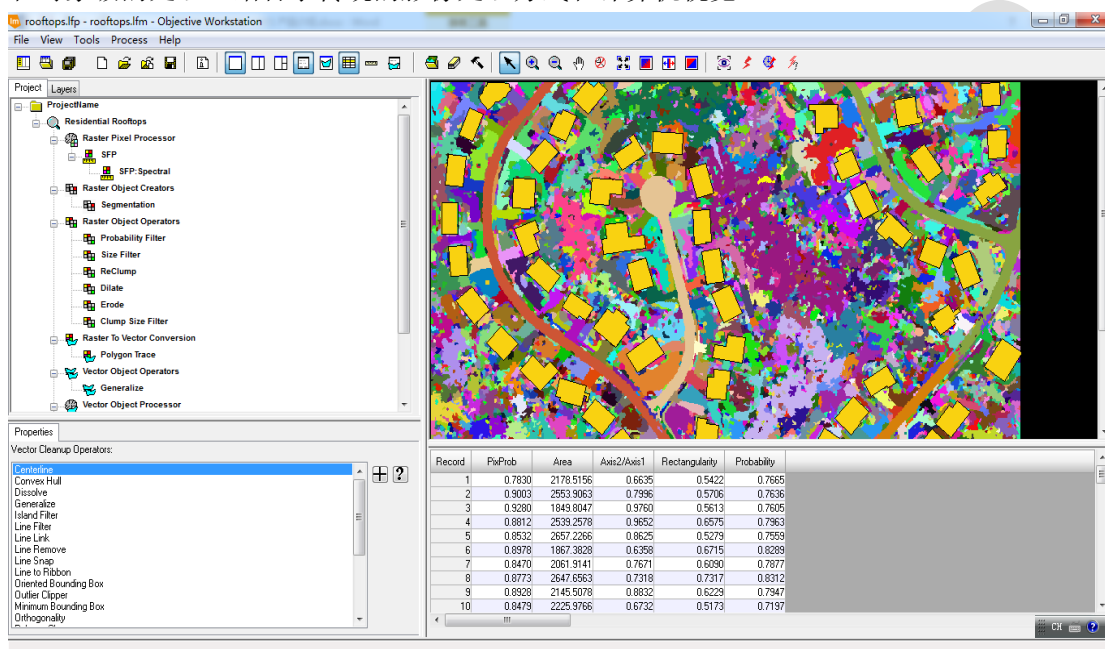 rooftops.lfp - rooftops.lfm - Objective Workstation
File View Tools Process Help
Project Layers
ProjectName
Residential Rooftops
Raster Pixel Processor
SFP
SFP:Spectral
Raster Object Creators
Segmentation
Raster Object Operators
Probability Filter
Size Filter
ReClump
Dilate
Erode
Clump Size Filter
Raster To Vector Conversion
Polygon Trace
Vector Object Operators
Generalize
Vector Object Processor
Properties
Vector Cleanup Operators:
Centerline
Convex Hull
Dissolve
Generalize
Island Filter
Line Filter
Line Link
Line Remove
Line Snap
Line to Ribbon
Oriented Bounding Box
Outlier Clipper
Minimum Bounding Box
Orthogonality
Record PixProb Area Axis2/Axis1 Rectangularity Probability
1 0.7830 2178.5156 0.6635 0.5422 0.7665
2 0.9003 2553.9063 0.7996 0.5706 0.7636
3 0.9280 1849.8047 0.9760 0.5613 0.7605
4 0.8812 2539.2578 0.9652 0.6575 0.7963
5 0.8532 2657.2266 0.8625 0.5279 0.7559
6 0.8978 1867.3828 0.6358 0.6715 0.8289
7 0.8470 2061.9141 0.7671 0.6090 0.7877
8 0.8773 2647.6563 0.7318 0.7317 0.8312
9 0.8928 2145.5078 0.8832 0.6229 0.7947
10 0.8479 2225.9766 0.6732 0.5173 0.7197
CH